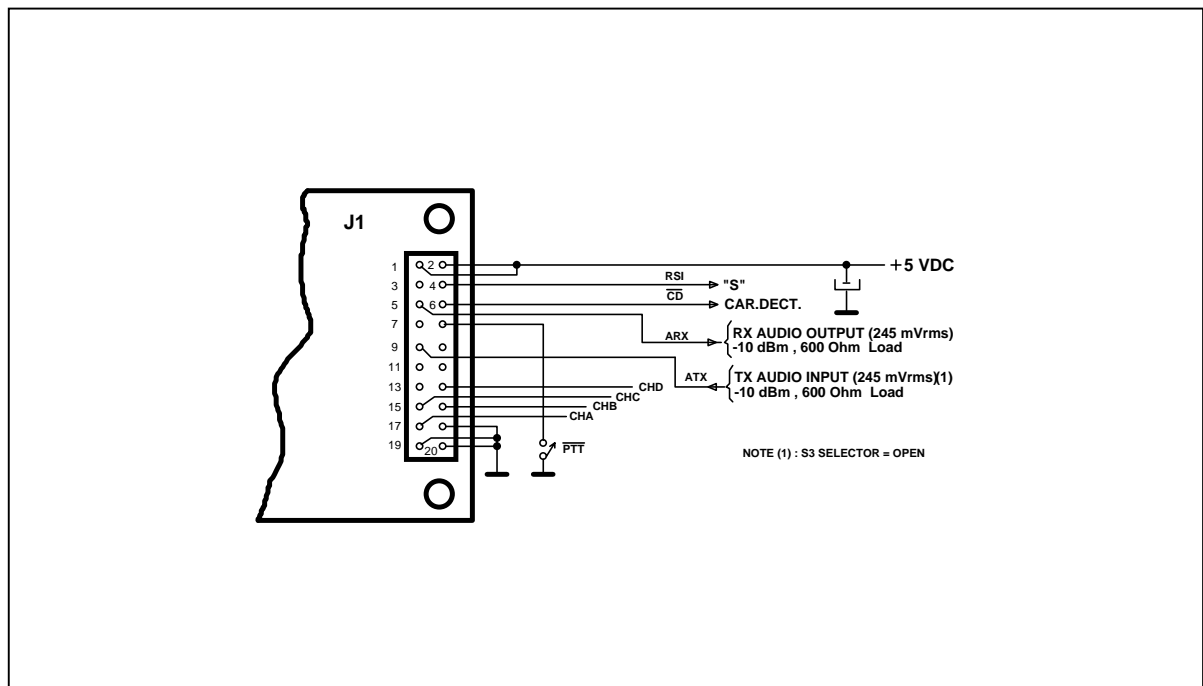 J1
1
2
3
4
5
6
7
9
11
13
15
17
19
20
+5 VDC
RSI
"S"
CD
CAR.DECT.
ARX
RX AUDIO OUTPUT (245 mVrms)
-10 dBm , 600 Ohm Load
ATX
TX AUDIO INPUT (245 mVrms)(1)
-10 dBm , 600 Ohm Load
CHD
CHC
CHB
CHA
PTT
NOTE (1) : S3 SELECTOR = OPEN